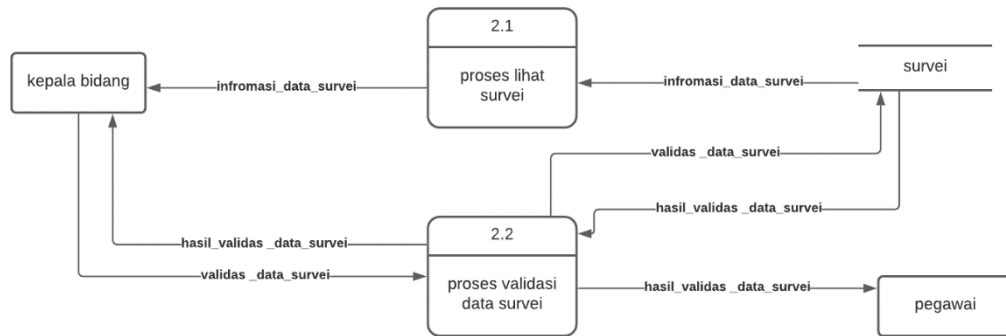 2.1
proses lihat
survei
kepala bidang
survei
infromasi_data_survei
infromasi_data_survei
validas _data_survei
hasil_validas _data_survei
2.2
hasil_validas _data_survei
validas _data_survei
proses validasi
data survei
hasil_validas _data_survei
pegawai